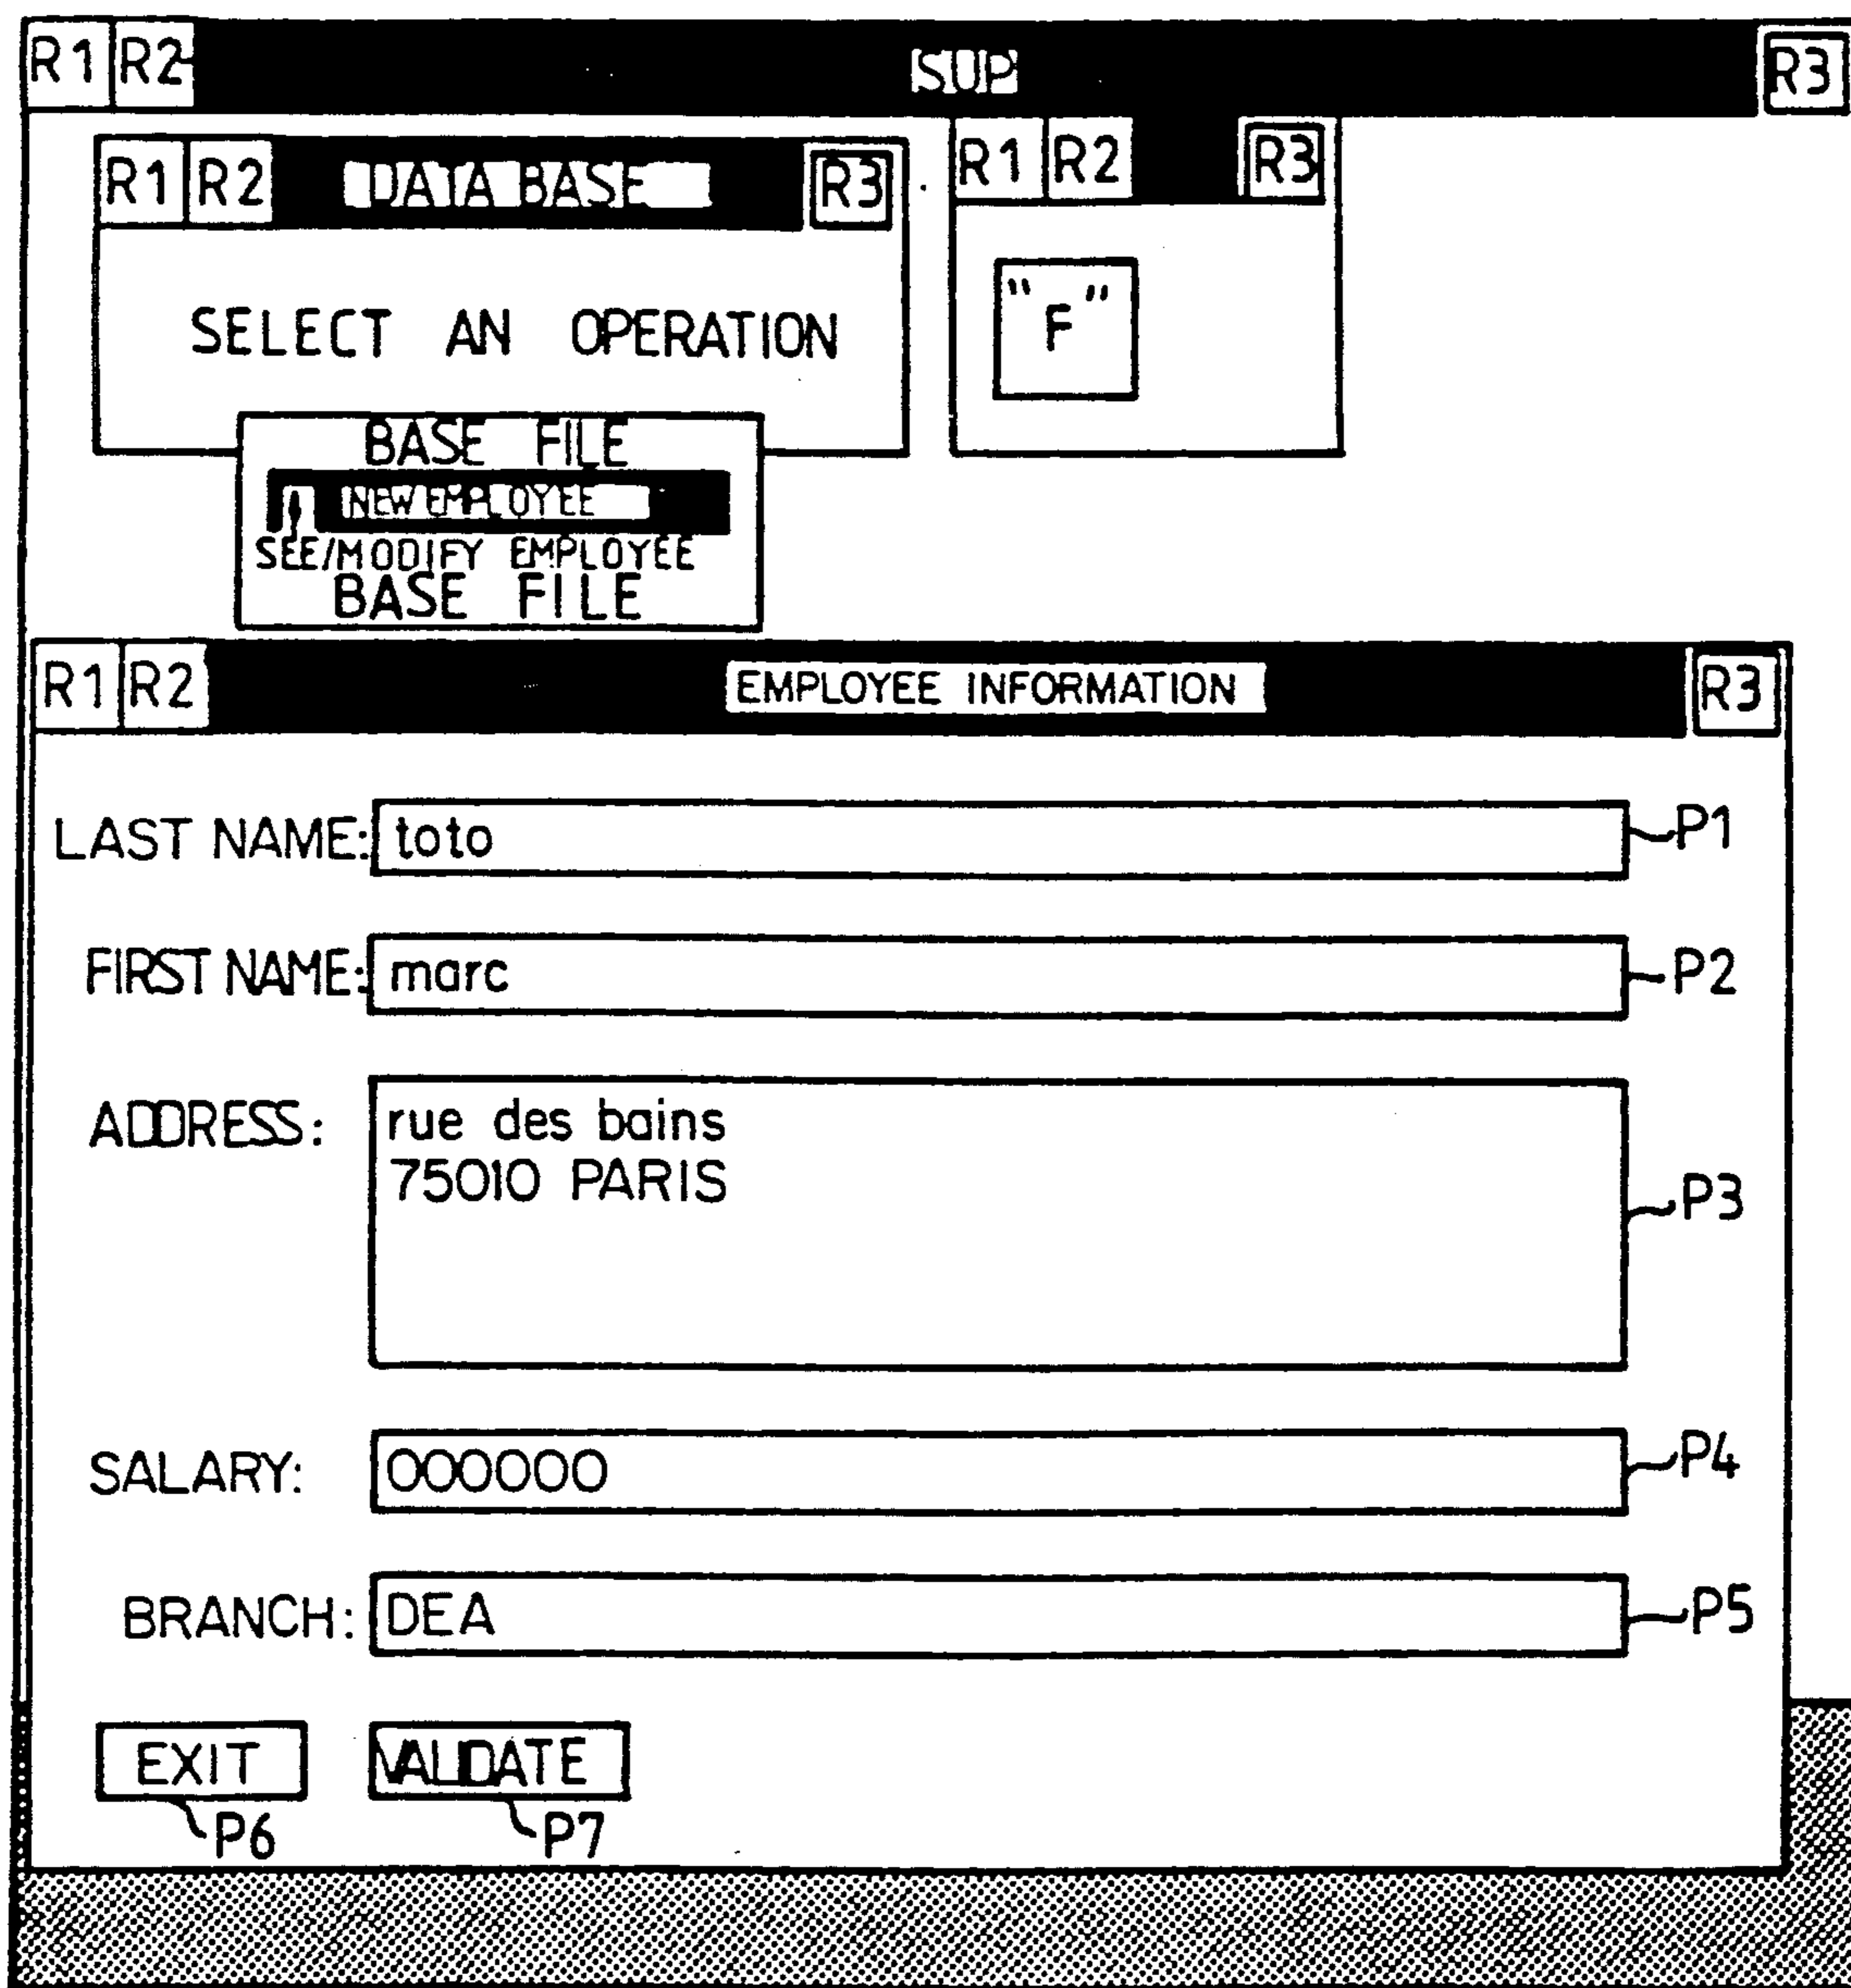 R1 R2 SUP R3
R1 R2 DATA BASE R3
R1 R2 R3
SELECT AN OPERATION
"F"
BASE FILE
NEW EMPLOYEE
SEE/MODIFY EMPLOYEE
BASE FILE
R1 R2 EMPLOYEE INFORMATION R3
LAST NAME: toto P1
FIRST NAME: marc P2
ADDRESS: rue des bains
75010 PARIS
P3
SALARY: 000000 P4
BRANCH: DEA P5
EXIT VALIDATE
P6 P7